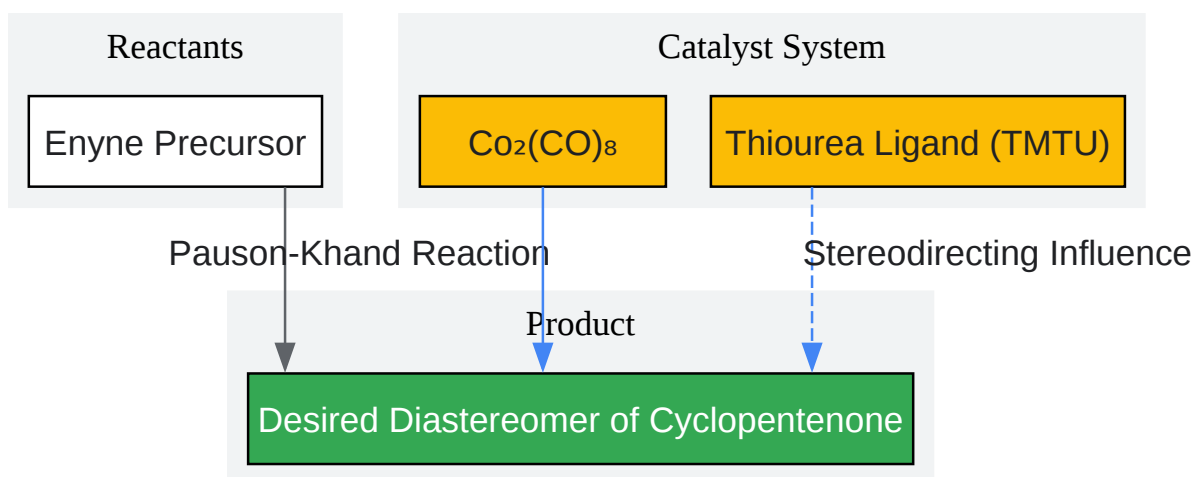 Reactants
Catalyst System
Enyne Precursor
Co₂(CO)₈
Thiourea Ligand (TMTU)
Pauson-Khand Reaction
Stereodirecting Influence
Product
Desired Diastereomer of Cyclopentenone